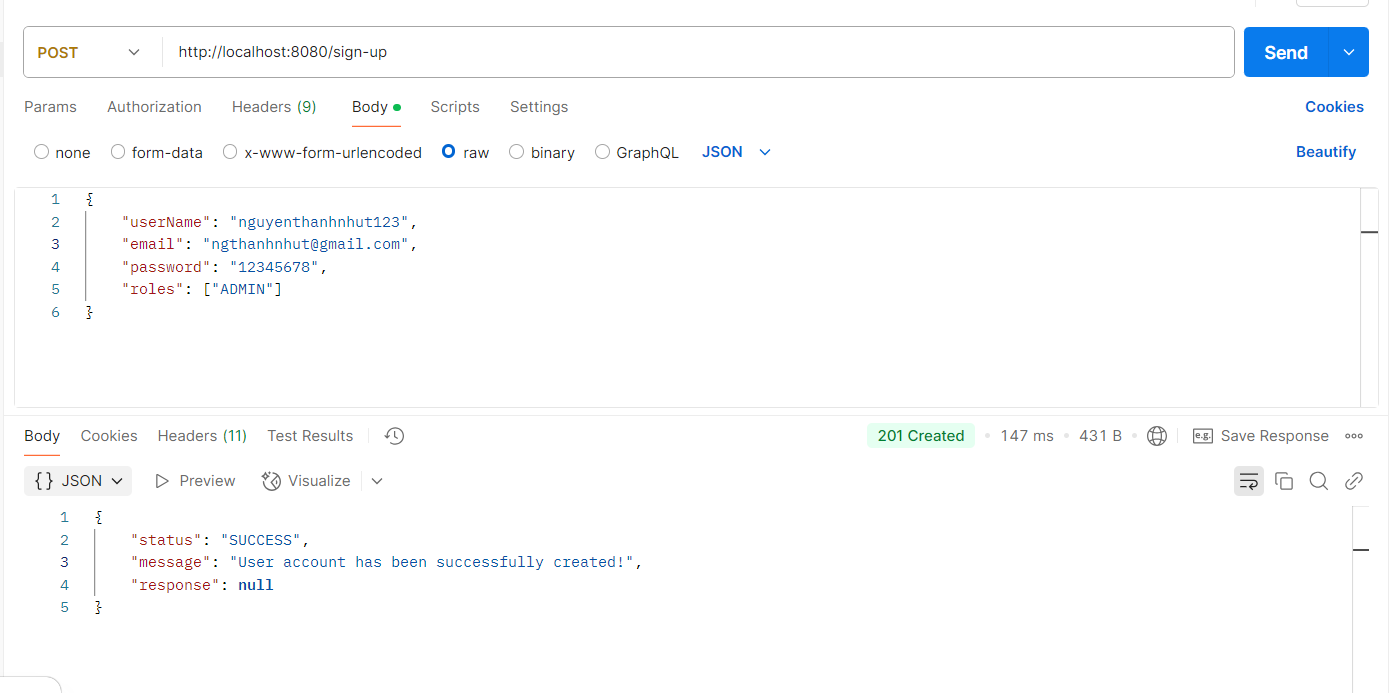 POST http://localhost:8080/sign-up Send
Params Authorization Headers (9) Body Scripts Settings Cookies
none form-data x-www-form-urlencoded raw binary GraphQL JSON Beautify
1 {
2 "userName": "nguyenthanhnhut123",
3 "email": "ngthanhnhut@gmail.com",
4 "password": "12345678",
5 "roles": ["ADMIN"]
6 }
Body Cookies Headers (11) Test Results 201 Created • 147 ms • 431 B • e.g. Save Response
{} JSON Preview Visualize
1 {
2 "status": "SUCCESS",
3 "message": "User account has been successfully created!",
4 "response": null
5 }